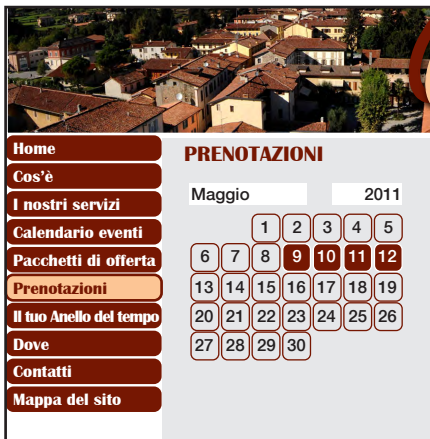 Home
Cos'è
I nostri servizi
Calendario eventi
Pacchetti di offerta
Prenotazioni
Il tuo Anello del tempo
Dove
Contatti
Mappa del sito
PRENOTAZIONI
Maggio 2011
1 2 3 4 5
6 7 8 9 10 11 12
13 14 15 16 17 18 19
20 21 22 23 24 25 26
27 28 29 30